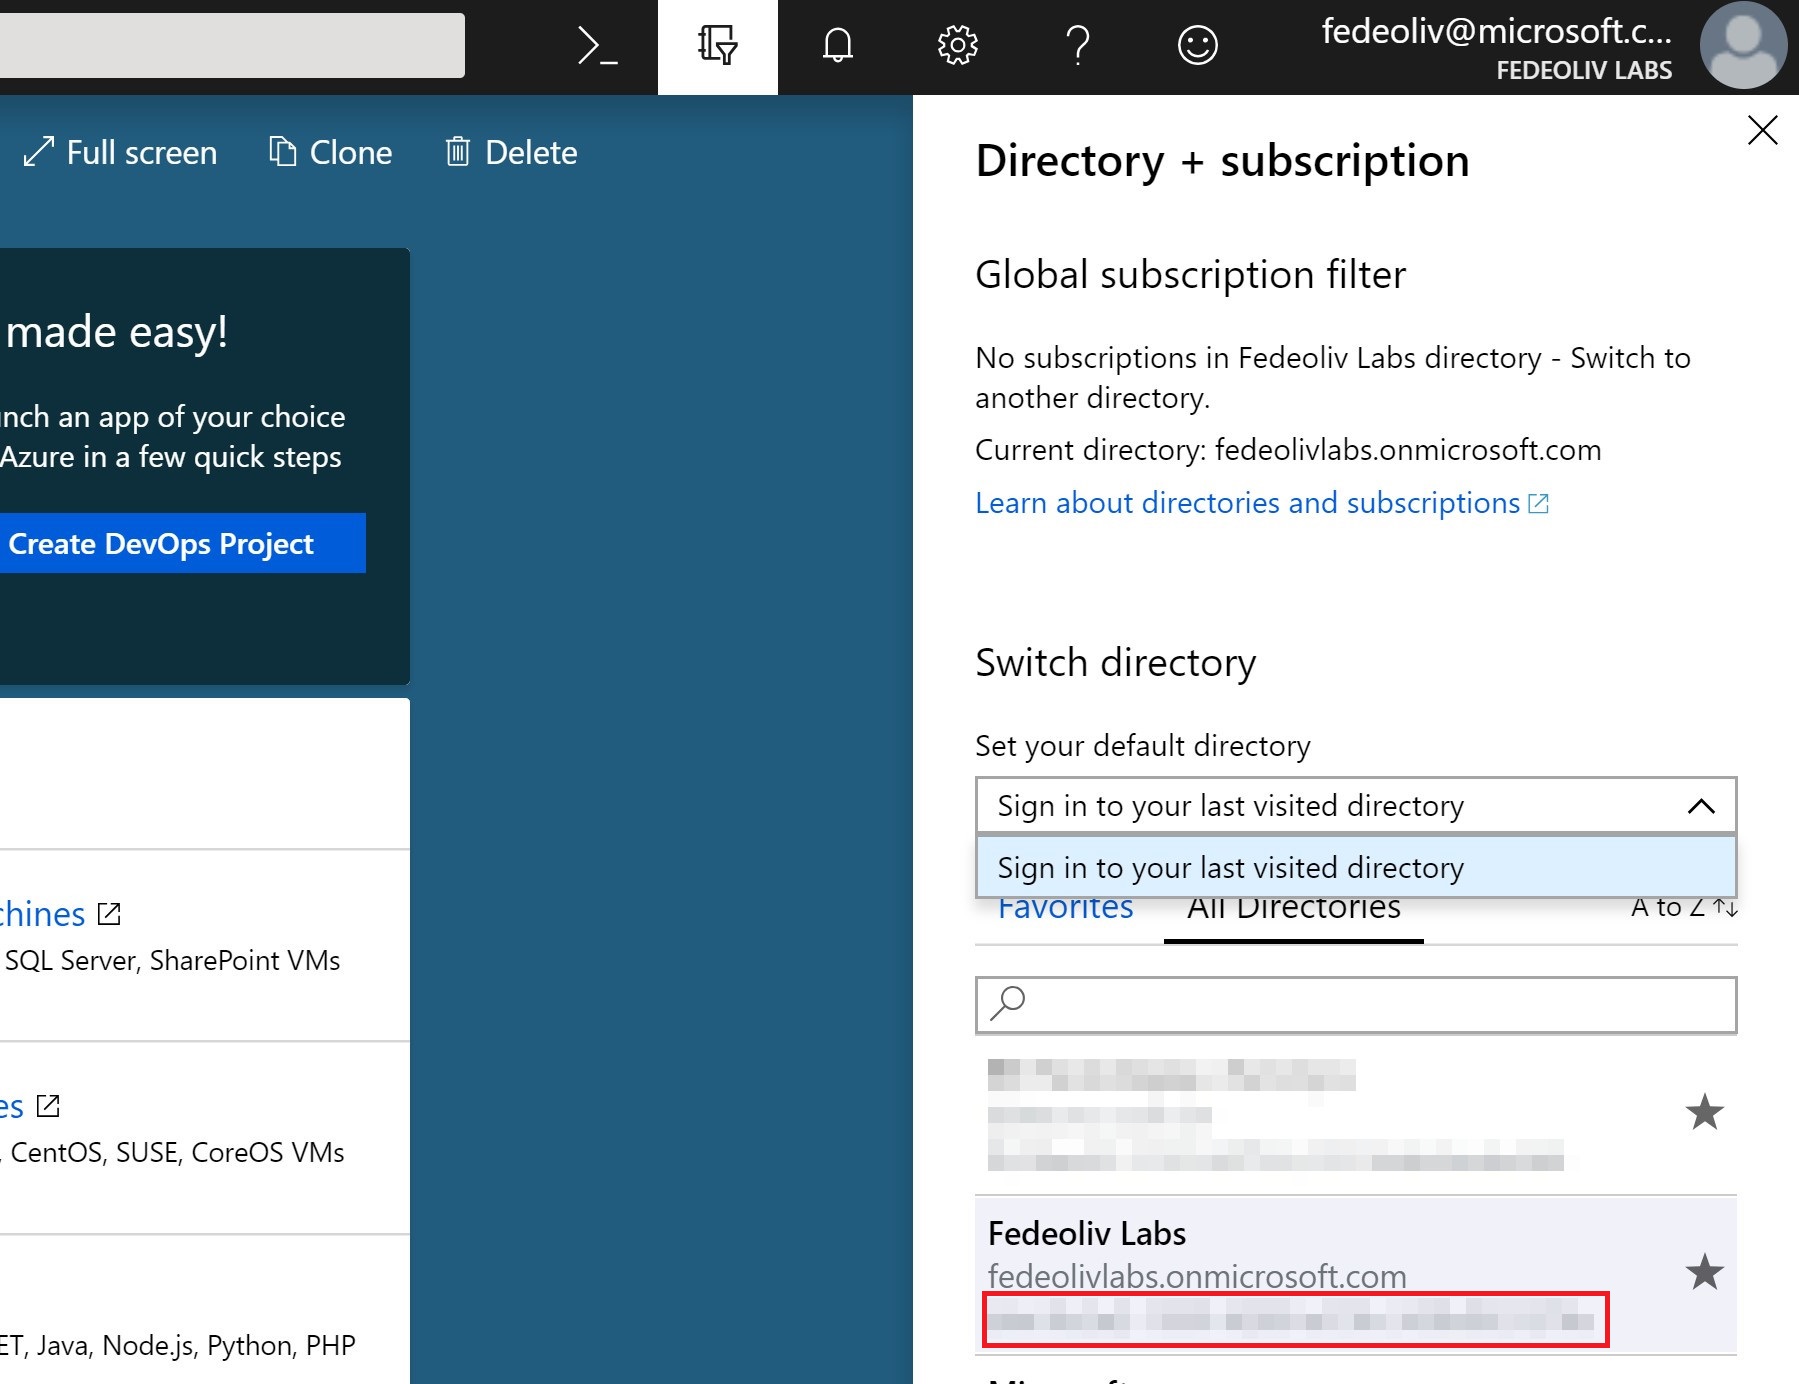 fedeoliv@microsoft.c...
FEDEOLIV LABS
Full screen
Clone
Delete
made easy!
unch an app of your choice
Azure in a few quick steps
Create DevOps Project
chines
SQL Server, SharePoint VMs
es
, CentOS, SUSE, CoreOS VMs
ET, Java, Node.js, Python, PHP
Directory + subscription
Global subscription filter
No subscriptions in Fedeoliv Labs directory - Switch to
another directory.
Current directory: fedeolivlabs.onmicrosoft.com
Learn about directories and subscriptions
Switch directory
Set your default directory
Sign in to your last visited directory
Sign in to your last visited directory
Favorites
All Directories
A to Z
Fedeoliv Labs
fedeolivlabs.onmicrosoft.com